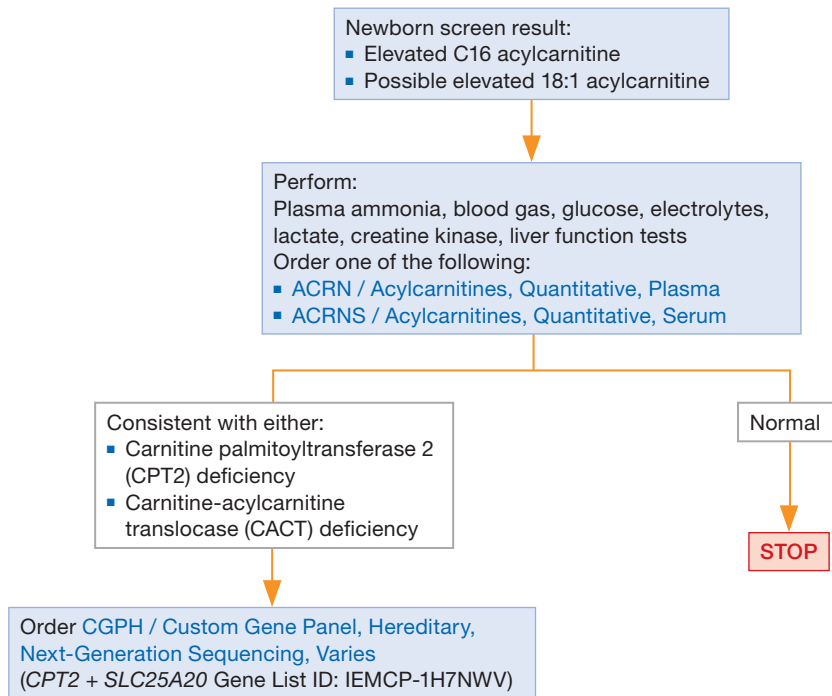 Newborn screen result:
▪ Elevated C16 acylcarnitine
▪ Possible elevated 18:1 acylcarnitine
Perform:
Plasma ammonia, blood gas, glucose, electrolytes,
lactate, creatine kinase, liver function tests
Order one of the following:
▪ ACRN / Acylcarnitines, Quantitative, Plasma
▪ ACRNS / Acylcarnitines, Quantitative, Serum
Consistent with either:
▪ Carnitine palmitoyltransferase 2
(CPT2) deficiency
▪ Carnitine-acylcarnitine
translocase (CACT) deficiency
Normal
STOP
Order CGPH / Custom Gene Panel, Hereditary,
Next-Generation Sequencing, Varies
(CPT2 + SLC25A20 Gene List ID: IEMCP-1H7NWV)